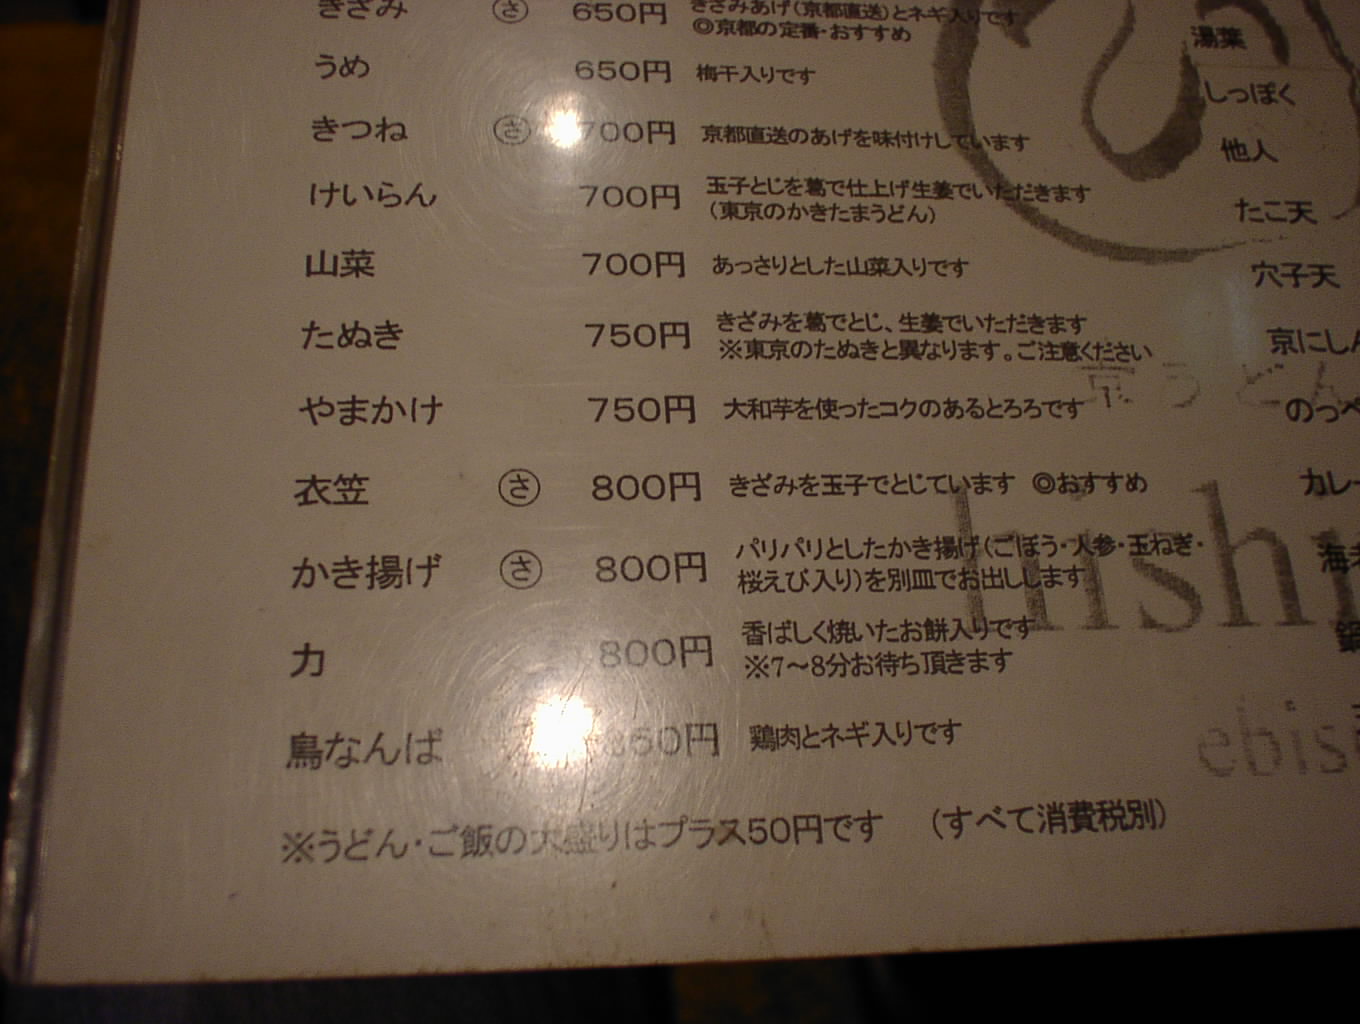 きざみ ㋚ 650円 きざみあげ(京都直送)とネギ入りです
◎京都の定番・おすすめ
うめ 650円 梅干入りです
きつね ㋚ 700円 京都直送のあげを味付けしています
けいらん 700円 玉子とじを葛で仕上げ生姜でいただきます
(東京のかきたまうどん)
山菜 700円 あっさりとした山菜入りです
たぬき 750円 きざみを葛でとじ、生姜でいただきます
※東京のたぬきと異なります。ご注意ください
やまかけ 750円 大和芋を使ったコクのあるとろろです
衣笠 ㋚ 800円 きざみを玉子でとじています ◎おすすめ
かき揚げ ㋚ 800円 パリパリとしたかき揚げ(ごぼう・人参・玉ねぎ・
桜えび入り)を別皿でお出しします
力 800円 香ばしく焼いたお餅入りです
※7〜8分お待ち頂きます
鳥なんば 850円 鶏肉とネギ入りです
※うどん・ご飯の大盛りはプラス50円です (すべて消費税別)
湯葉
しっぽく
他人
たこ天
穴子天
京にしん
のっぺ
カレー
海老
京うどん
ebis